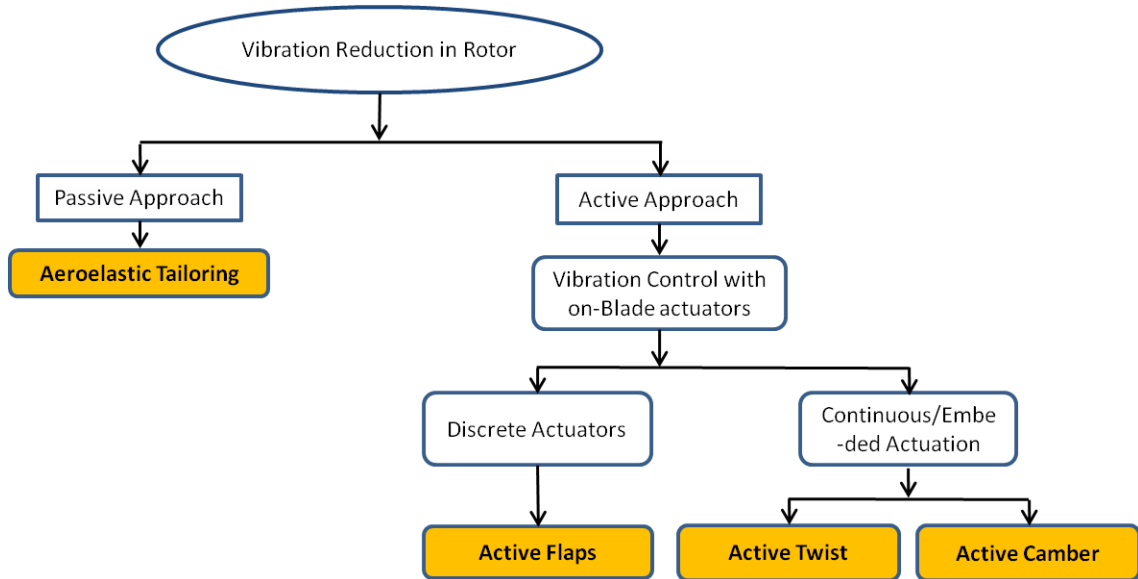 Vibration Reduction in Rotor
Passive Approach
Active Approach
Aeroelastic Tailoring
Vibration Control with
on-Blade actuators
Discrete Actuators
Continuous/Embe
-ded Actuation
Active Flaps
Active Twist
Active Camber